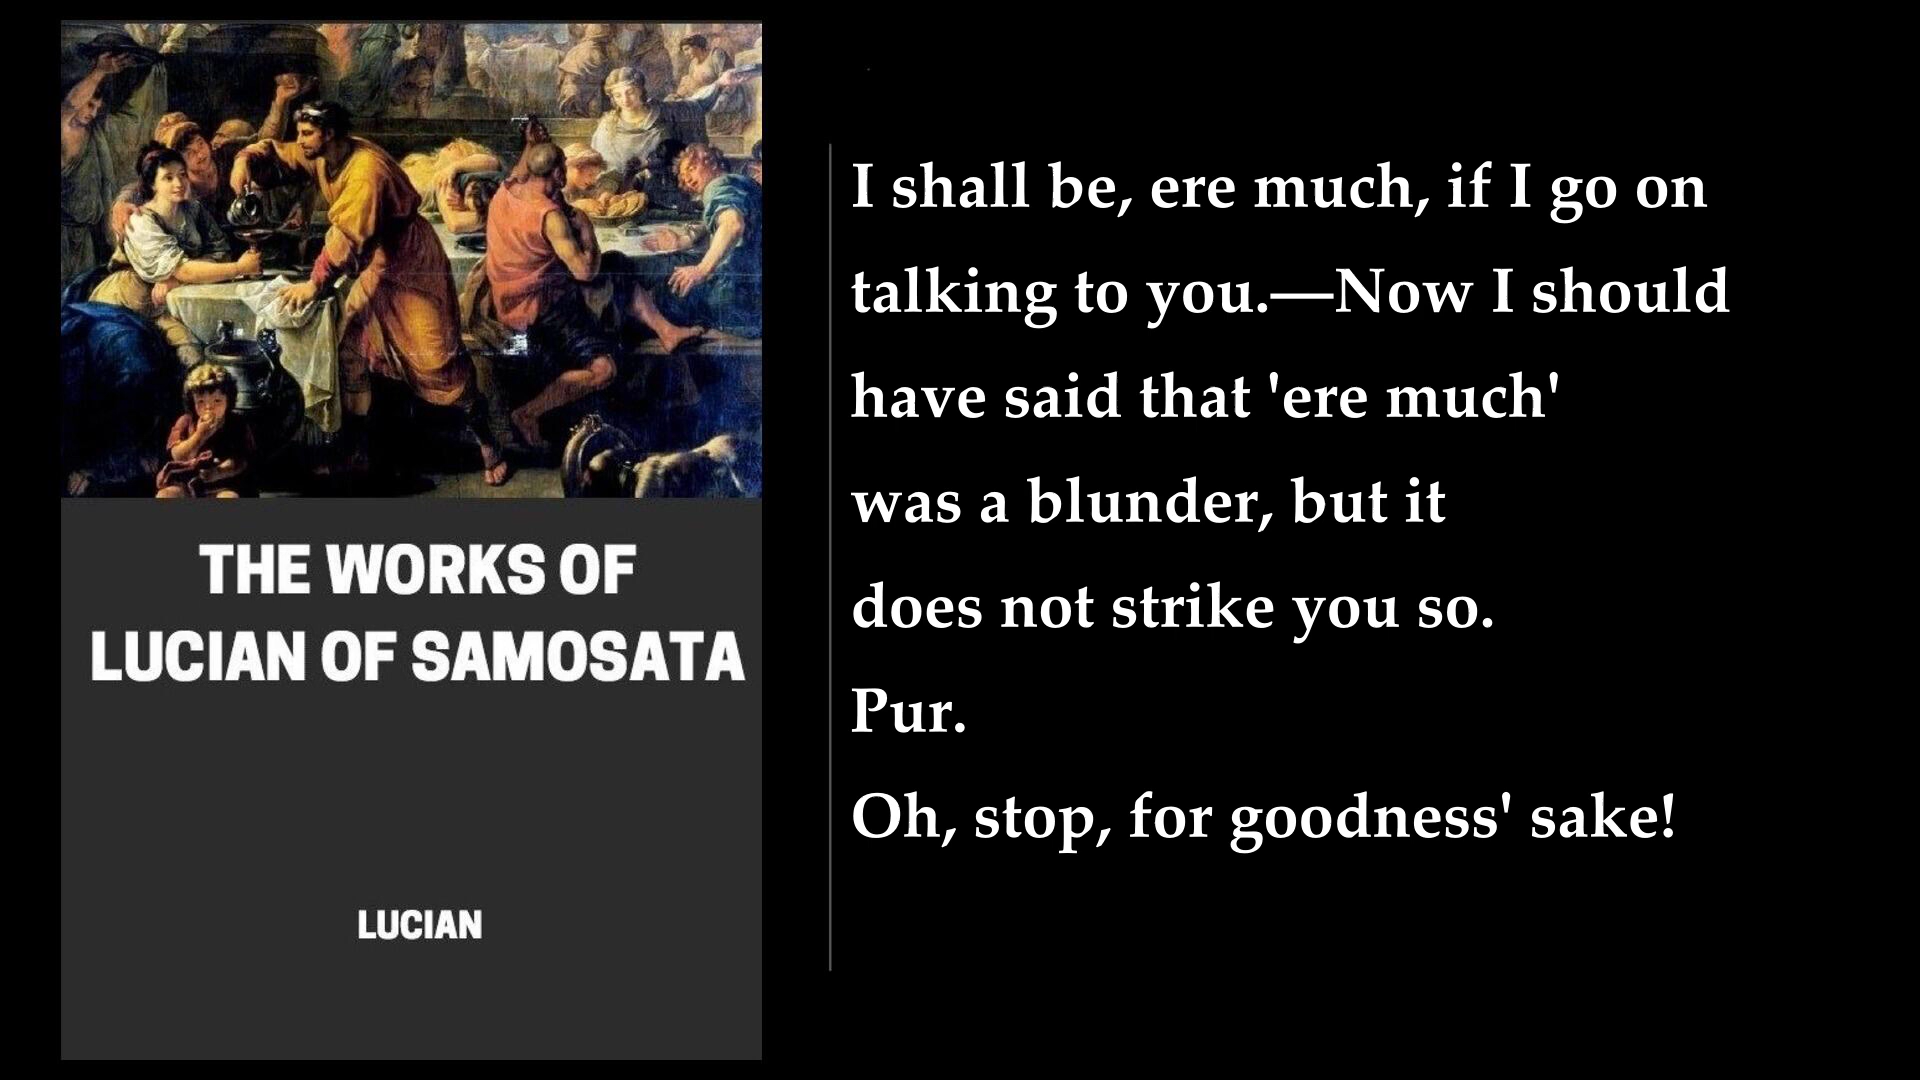 THE WORKS OF
LUCIAN OF SAMOSATA
LUCIAN
I shall be, ere much, if I go on
talking to you.—Now I should
have said that 'ere much'
was a blunder, but it
does not strike you so.
Pur.
Oh, stop, for goodness' sake!